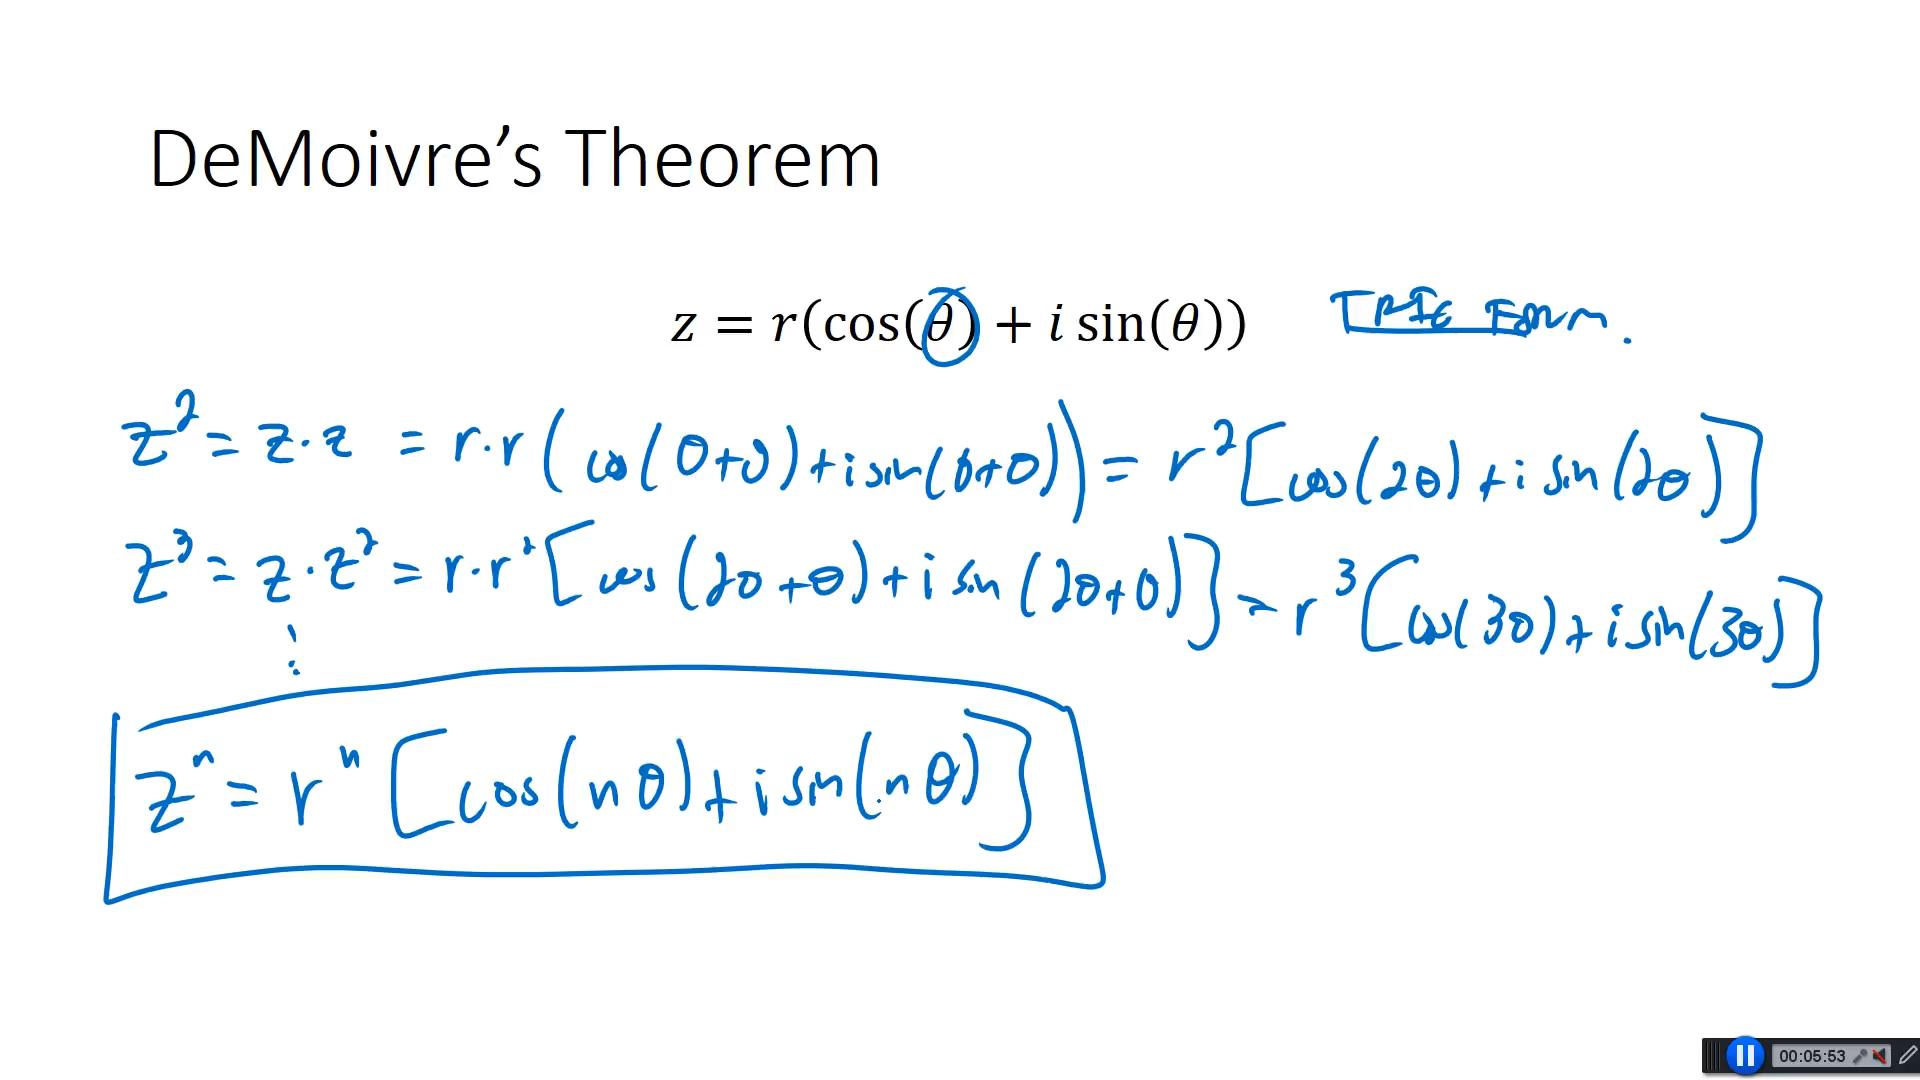 DeMoivre’s Theorem
z = r(cos(θ) + i sin(θ)) TRIG FORM.
z² = z·z = r·r (cos(θ+θ)+i sin(θ+θ)) = r² [cos(2θ)+i sin(2θ)]
z³ = z·z² = r·r² [cos(2θ+θ)+i sin(2θ+θ)] = r³ [cos(3θ)+i sin(3θ)]
⋮
zⁿ = rⁿ [cos(nθ)+i sin(nθ)]
00:05:53